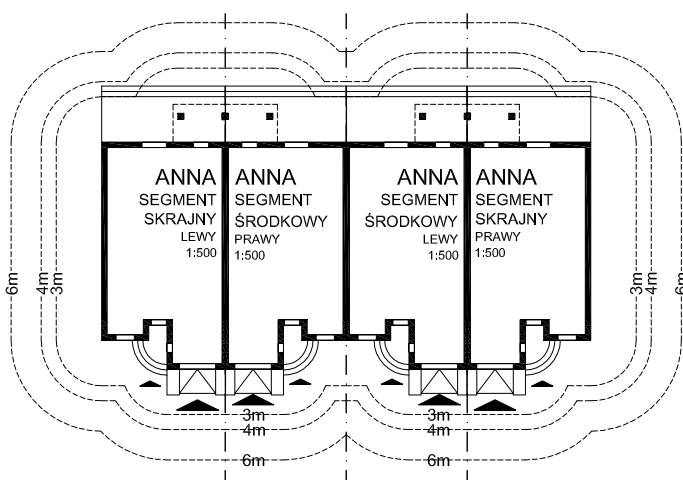 ANNA
SEGMENT
SKRAJNY
LEWY
1:500
ANNA
SEGMENT
ŚRODKOWY
PRAWY
1:500
ANNA
SEGMENT
ŚRODKOWY
LEWY
1:500
ANNA
SEGMENT
SKRAJNY
PRAWY
1:500
6m
4m
3m
3m
4m
6m
3m
4m
6m
3m
4m
6m